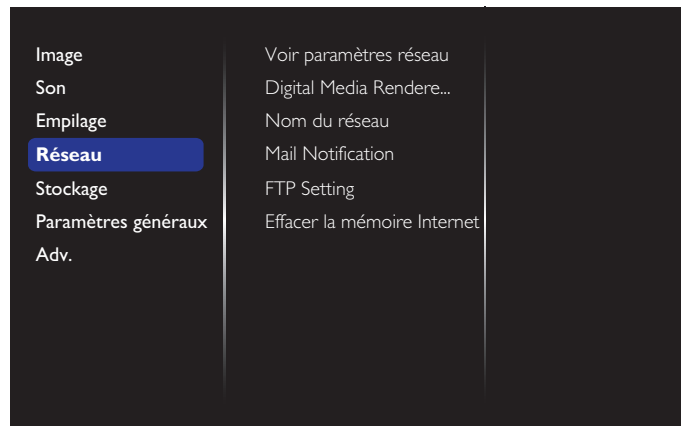 Image
Son
Empilage
Réseau
Stockage
Paramètres généraux
Adv.
Voir paramètres réseau
Digital Media Rendere...
Nom du réseau
Mail Notification
FTP Setting
Effacer la mémoire Internet